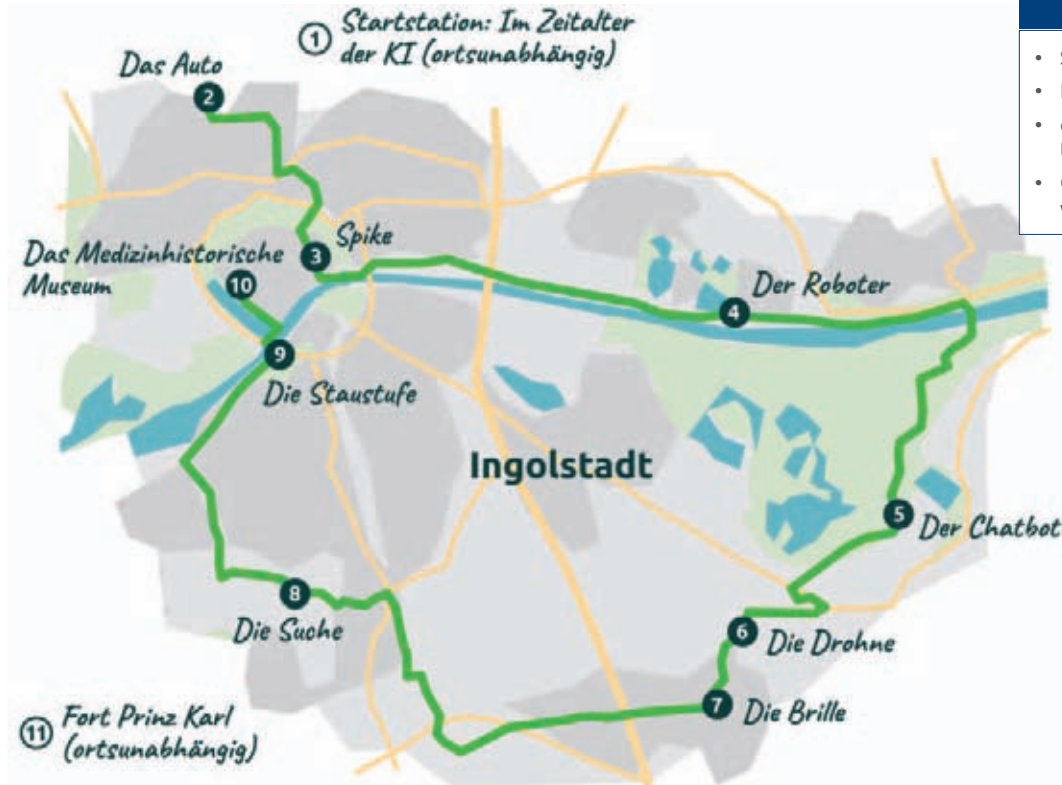 1 Startstation: Im Zeitalter
der KI (ortsunabhängig)
Das Auto
2
3 Spike
Das Medizinhistorische
Museum
10
4 Der Roboter
9
Die Staustufe
Ingolstadt
5 Der Chatbot
8
Die Suche
6 Die Drohne
7 Die Brille
11 Fort Prinz Karl
(ortsunabhängig)